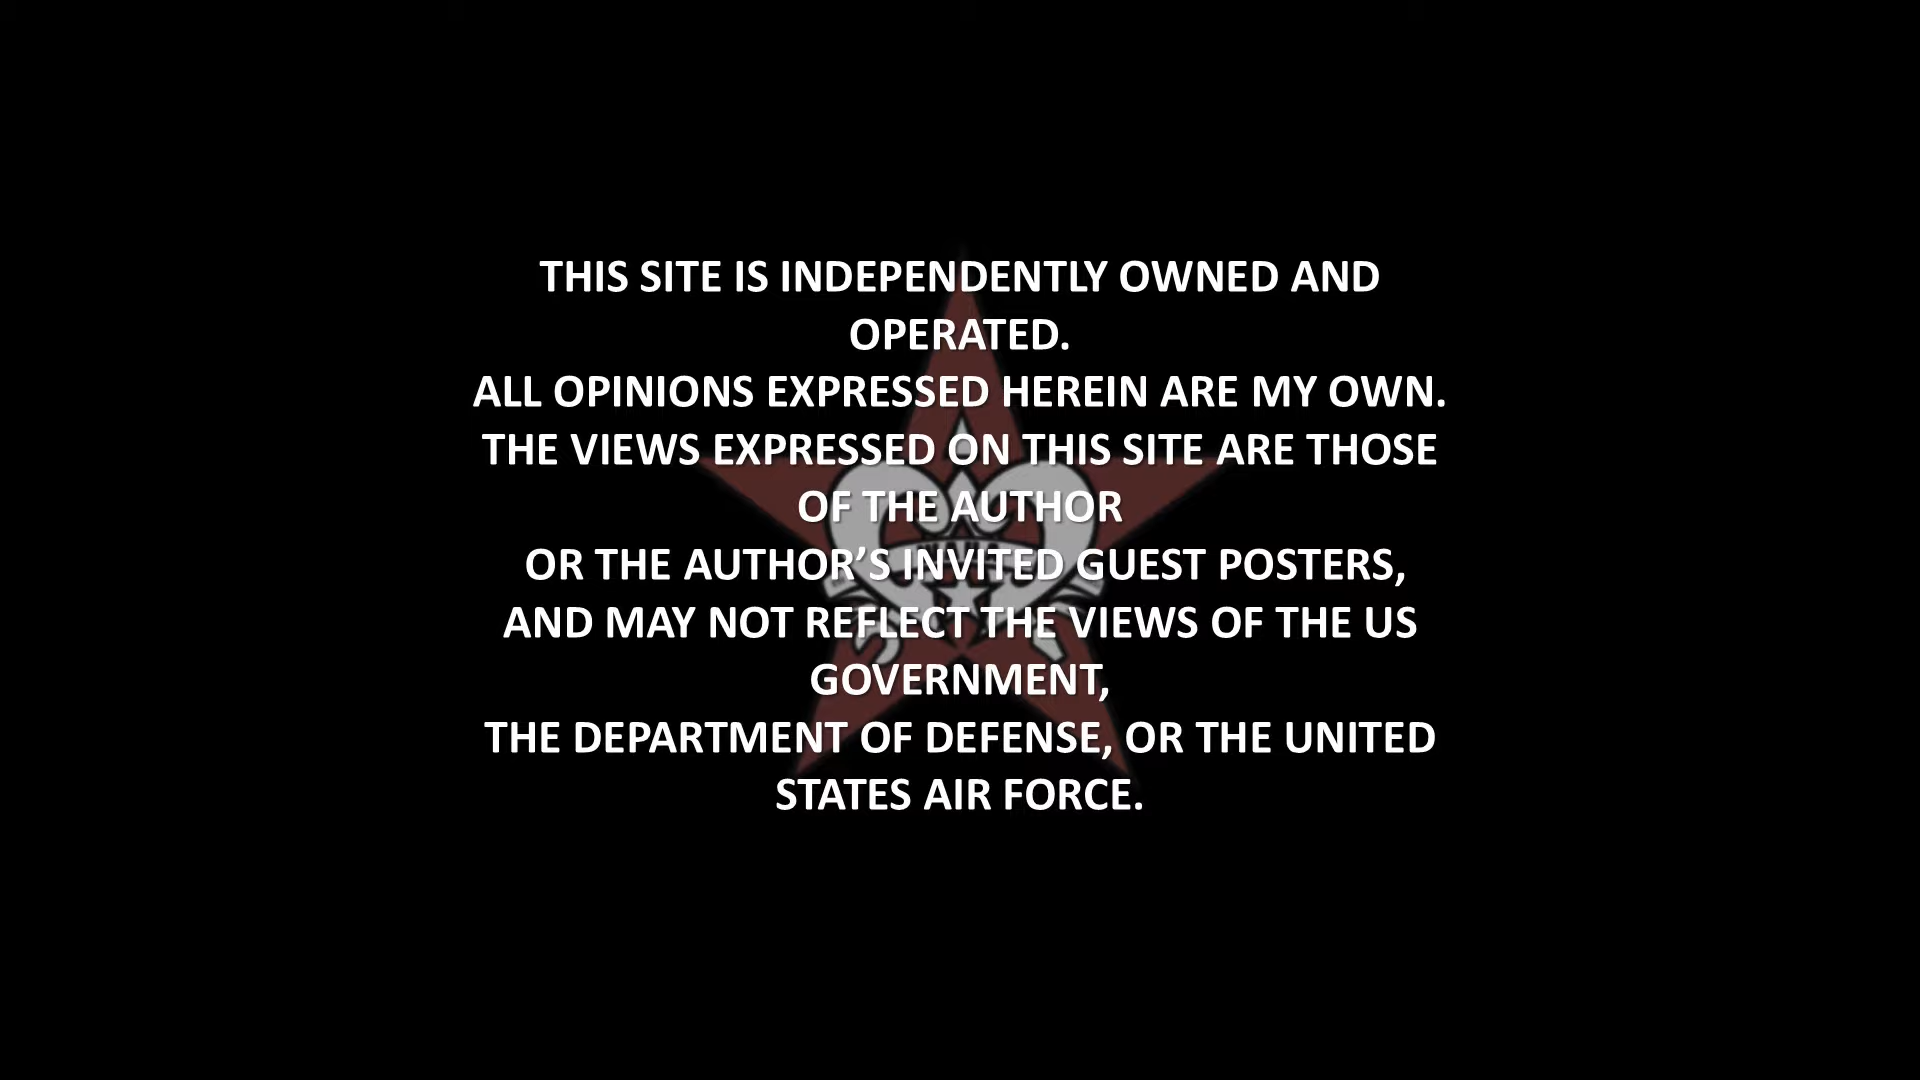 THIS SITE IS INDEPENDENTLY OWNED AND
OPERATED.
ALL OPINIONS EXPRESSED HEREIN ARE MY OWN.
THE VIEWS EXPRESSED ON THIS SITE ARE THOSE
OF THE AUTHOR
OR THE AUTHOR’S INVITED GUEST POSTERS,
AND MAY NOT REFLECT THE VIEWS OF THE US
GOVERNMENT,
THE DEPARTMENT OF DEFENSE, OR THE UNITED
STATES AIR FORCE.